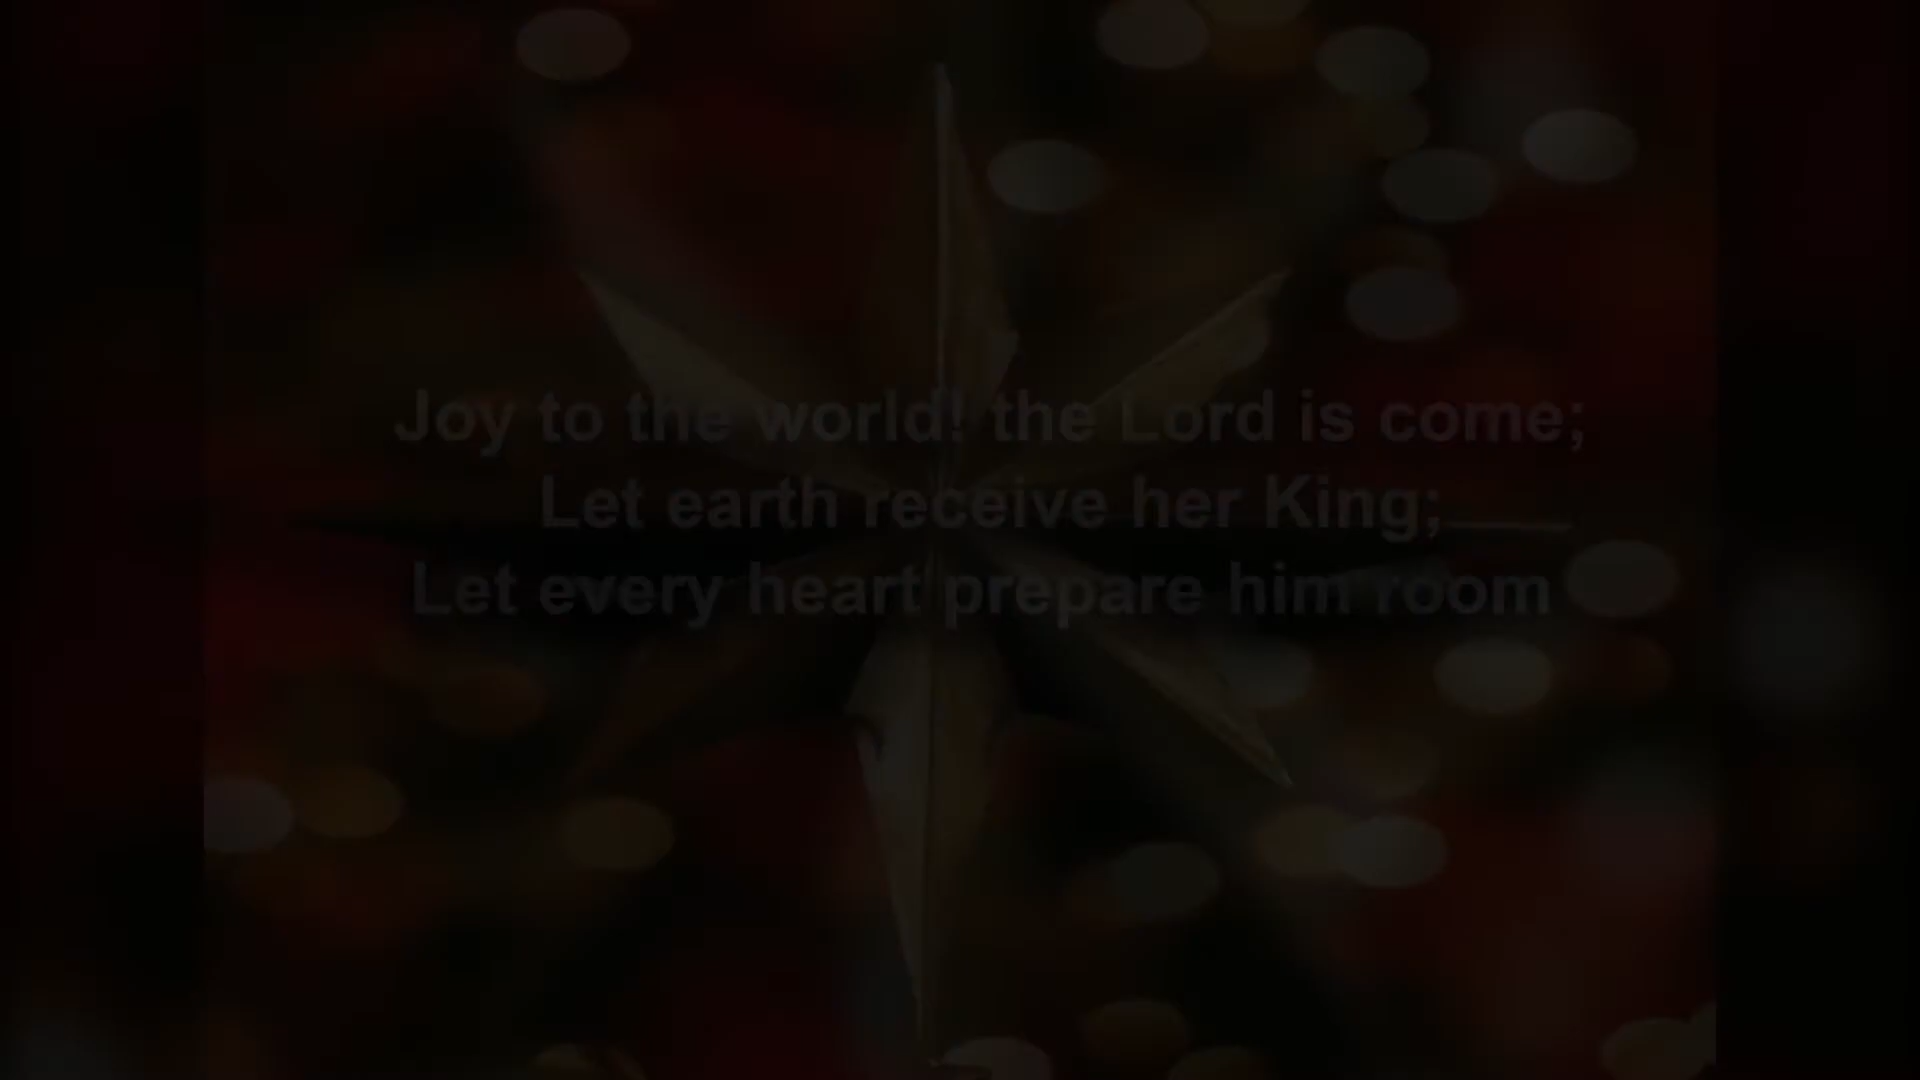 Joy to the world! the Lord is come;
Let earth receive her King;
Let every heart prepare him room